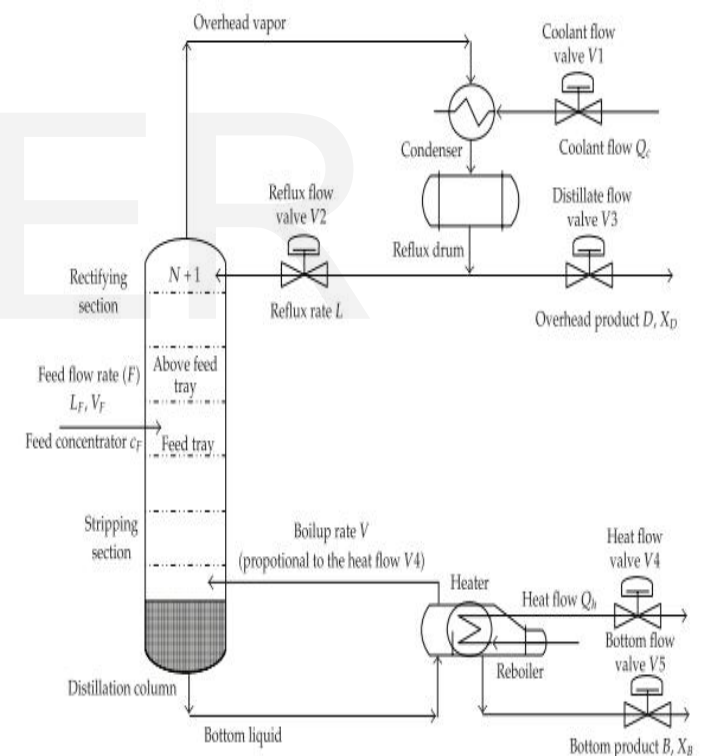 Overhead vapor
Coolant flow
valve V1
Condenser
Coolant flow Qc
Reflux flow
valve V2
Distillate flow
valve V3
Reflux drum
Rectifying
section
N+1
Reflux rate L
Overhead product D, XD
Feed flow rate (F)
LF, VF
Feed concentrator cF
Above feed
tray
Feed tray
Stripping
section
Boilup rate V
(propotional to the heat flow V4)
Heater
Heat flow Qh
Heat flow
valve V4
Reboiler
Bottom flow
valve V5
Distillation column
Bottom liquid
Bottom product B, XB
ER